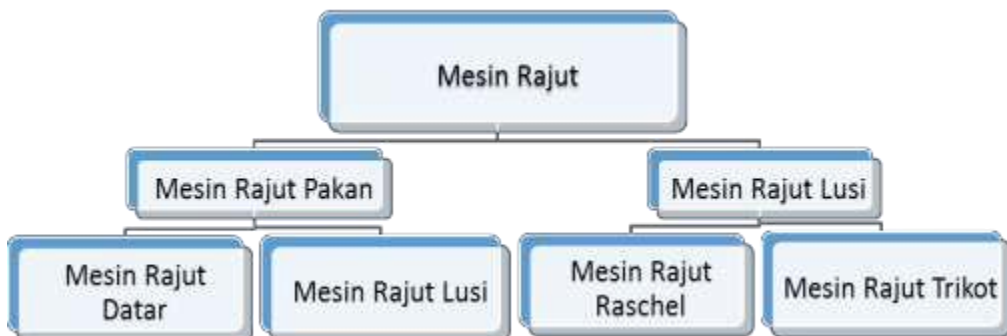 Mesin Rajut
Mesin Rajut Pakan
Mesin Rajut Lusi
Mesin Rajut
Datar
Mesin Rajut Lusi
Mesin Rajut
Raschel
Mesin Rajut Trikot